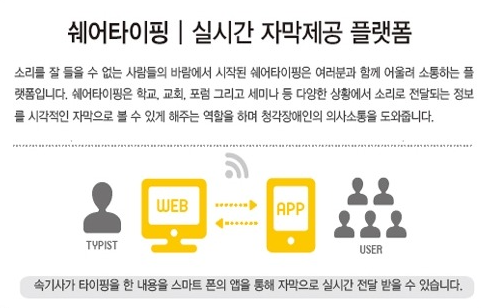 쉐어타이핑 | 실시간 자막제공 플랫폼
소리를 잘 들을 수 없는 사람들의 바람에서 시작된 쉐어타이핑은 여러분과 함께 어울려 소통하는 플
랫폼입니다. 쉐어타이핑은 학교, 교회, 포럼 그리고 세미나 등 다양한 상황에서 소리로 전달되는 정보
를 시각적인 자막으로 볼 수 있게 해주는 역할을 하며 청각장애인의 의사소통을 도와줍니다.
WEB
APP
TYPIST
USER
속기사가 타이핑을 한 내용을 스마트 폰의 앱을 통해 자막으로 실시간 전달 받을 수 있습니다.